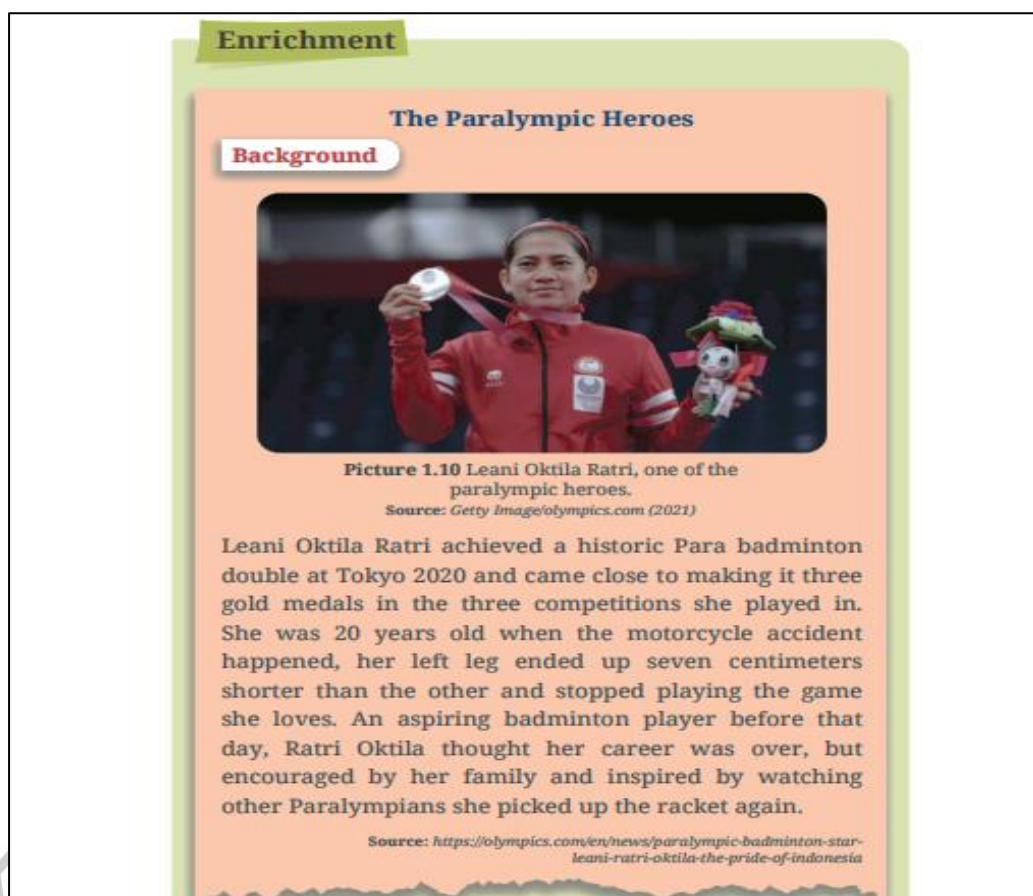 Enrichment
The Paralympic Heroes
Background
Picture 1.10 Leani Oktila Ratri, one of the
paralympic heroes.
Source: Getty Image/olympics.com (2021)
Leani Oktila Ratri achieved a historic Para badminton
double at Tokyo 2020 and came close to making it three
gold medals in the three competitions she played in.
She was 20 years old when the motorcycle accident
happened, her left leg ended up seven centimeters
shorter than the other and stopped playing the game
she loves. An aspiring badminton player before that
day, Ratri Oktila thought her career was over, but
encouraged by her family and inspired by watching
other Paralympians she picked up the racket again.
Source: https://olympics.com/en/news/paralympic-badminton-star-
leani-ratri-oktila-the-pride-of-indonesia